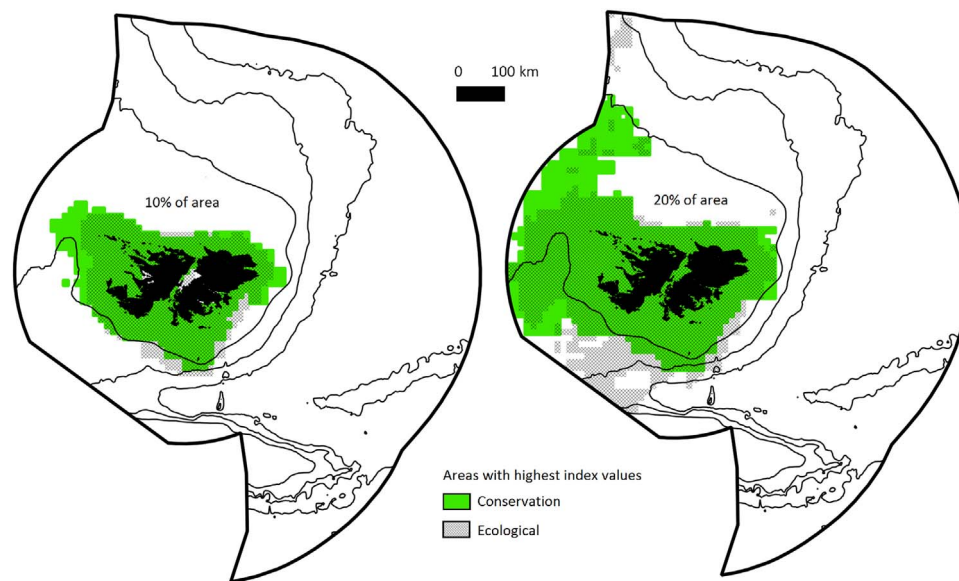 0 100 km
10% of area
20% of area
Areas with highest index values
Conservation
Ecological